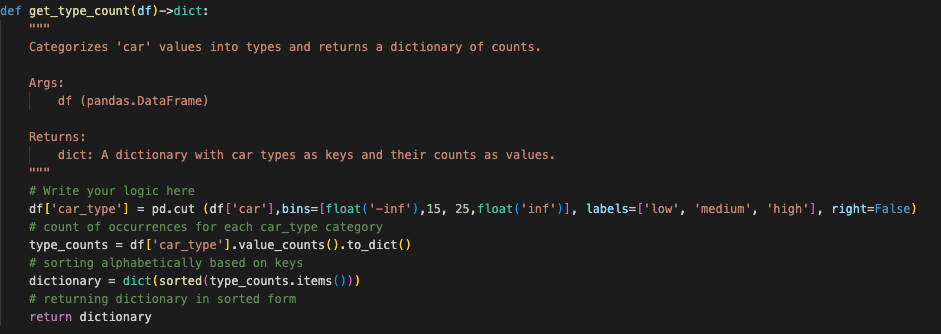 def get_type_count(df)->dict:
    """
    Categorizes 'car' values into types and returns a dictionary of counts.

    Args:
        df (pandas.DataFrame)

    Returns:
        dict: A dictionary with car types as keys and their counts as values.
    """
    # Write your logic here
    df['car_type'] = pd.cut (df['car'],bins=[float('-inf'),15, 25,float('inf')], labels=['low', 'medium', 'high'], right=False)
    # count of occurrences for each car_type category
    type_counts = df['car_type'].value_counts().to_dict()
    # sorting alphabetically based on keys
    dictionary = dict(sorted(type_counts.items()))
    # returning dictionary in sorted form
    return dictionary